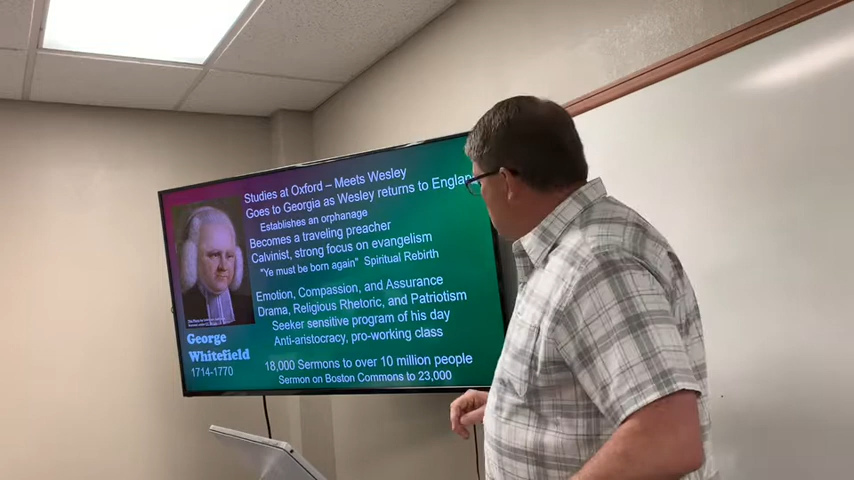 Studies at Oxford – Meets Wesley
Goes to Georgia as Wesley returns to England
Establishes an orphanage
Becomes a traveling preacher
Calvinist, strong focus on evangelism
"Ye must be born again" Spiritual Rebirth
Emotion, Compassion, and Assurance
Drama, Religious Rhetoric, and Patriotism
Seeker sensitive program of his day
Anti-aristocracy, pro-working class
18,000 Sermons to over 10 million people
Sermon on Boston Commons to 23,000
George
Whitefield
1714-1770